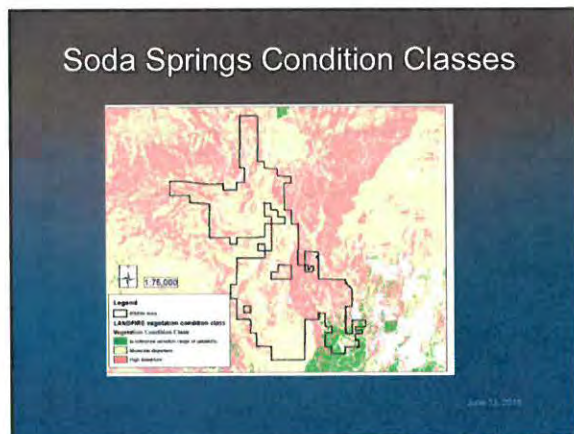 Soda Springs Condition Classes
1:75,000
Legend
LANDFIRE vegetation condition class
Vegetation Condition Class
Moderate departure
High departure